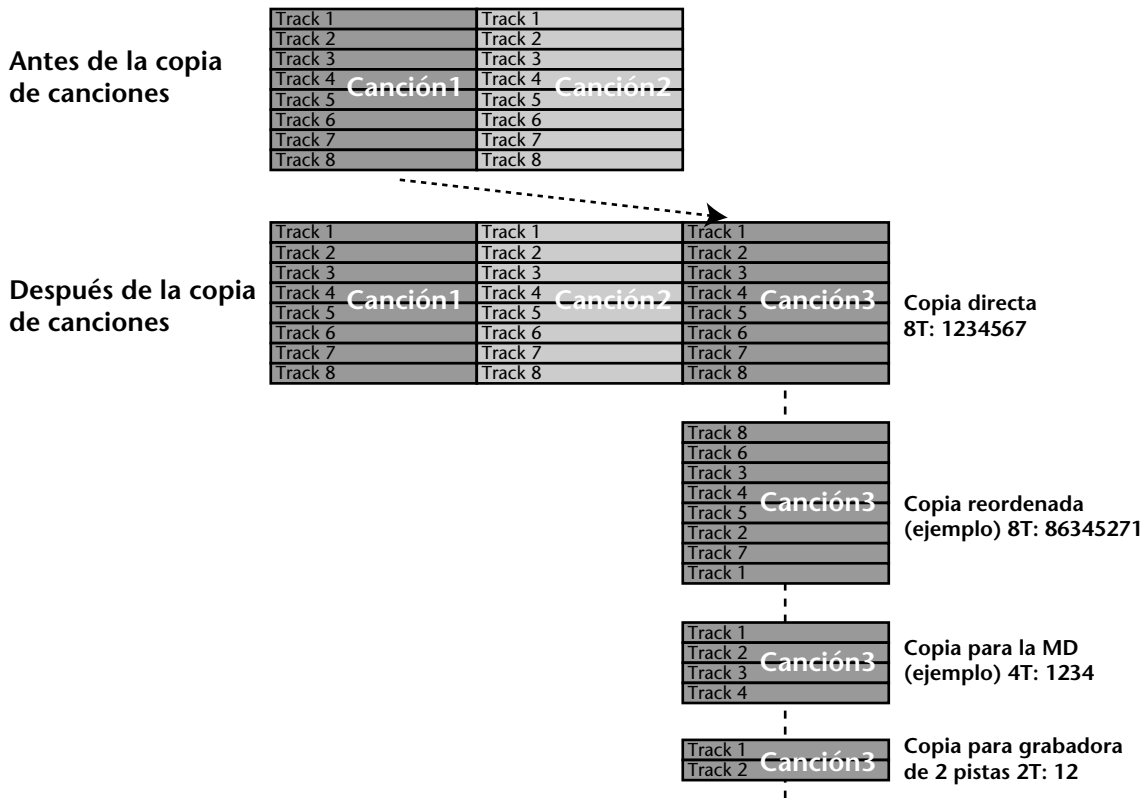 Antes de la copia
de canciones
Track 1
Track 2
Track 3
Track 4
Track 5
Track 6
Track 7
Track 8
Canción1
Track 1
Track 2
Track 3
Track 4
Track 5
Track 6
Track 7
Track 8
Canción2
Después de la copia
de canciones
Track 1
Track 2
Track 3
Track 4
Track 5
Track 6
Track 7
Track 8
Canción1
Track 1
Track 2
Track 3
Track 4
Track 5
Track 6
Track 7
Track 8
Canción2
Track 1
Track 2
Track 3
Track 4
Track 5
Track 6
Track 7
Track 8
Canción3
Copia directa
8T: 1234567
Track 8
Track 6
Track 3
Track 4
Track 5
Track 2
Track 7
Track 1
Canción3
Copia reordenada
(ejemplo) 8T: 86345271
Track 1
Track 2
Track 3
Track 4
Canción3
Copia para la MD
(ejemplo) 4T: 1234
Track 1
Track 2
Canción3
Copia para grabadora
de 2 pistas 2T: 12